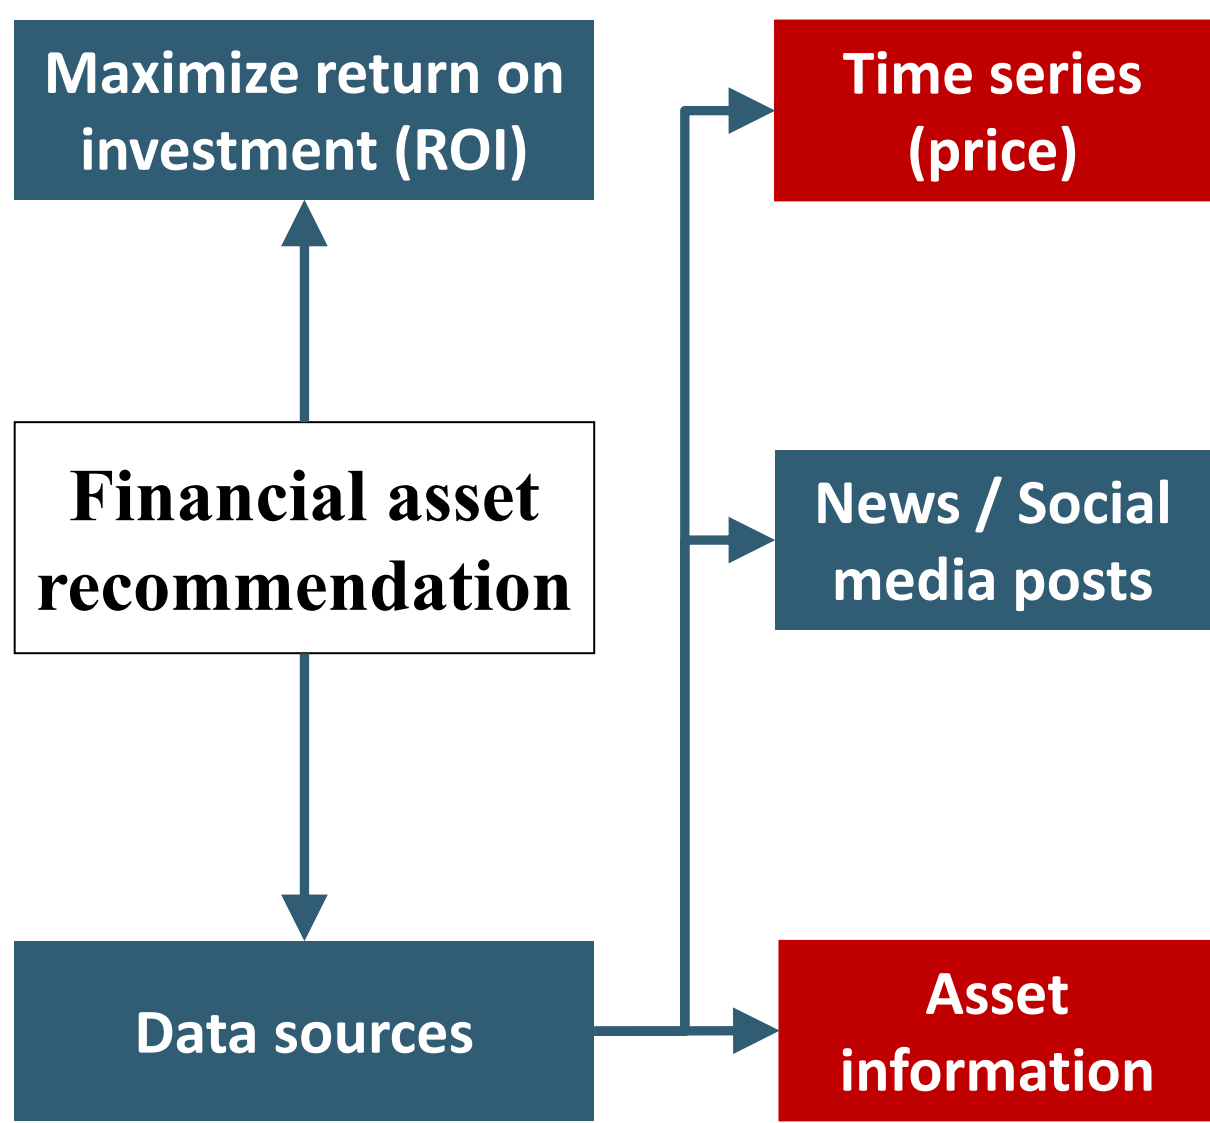 Maximize return on
investment (ROI)
Time series
(price)
Financial asset
recommendation
News / Social
media posts
Data sources
Asset
information